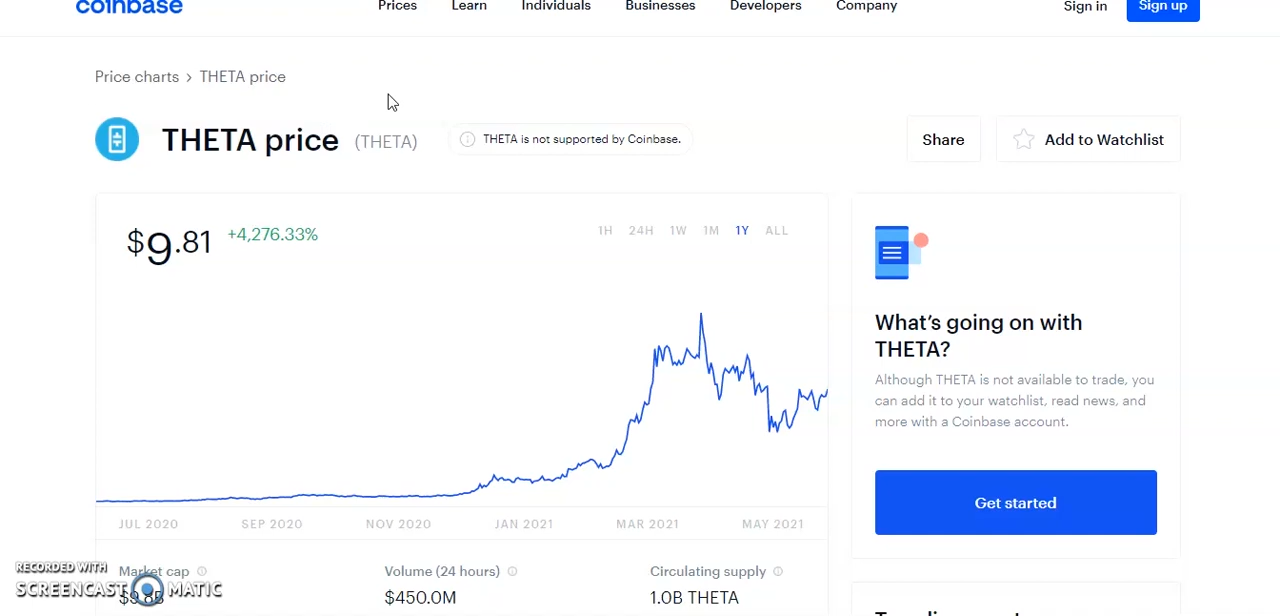 coinbase
Prices Learn Individuals Businesses Developers Company Sign in Sign up
Price charts › THETA price
THETA price (THETA) THETA is not supported by Coinbase. Share Add to Watchlist
$9.81 +4,276.33% 1H 24H 1W 1M 1Y ALL
What's going on with
THETA?
Although THETA is not available to trade, you
can add it to your watchlist, read news, and
more with a Coinbase account.
Get started
JUL 2020 SEP 2020 NOV 2020 JAN 2021 MAR 2021 MAY 2021
RECORDED WITH
SCREENCAST MATIC
Market cap Volume (24 hours) Circulating supply
$9.8B $450.0M 1.0B THETA